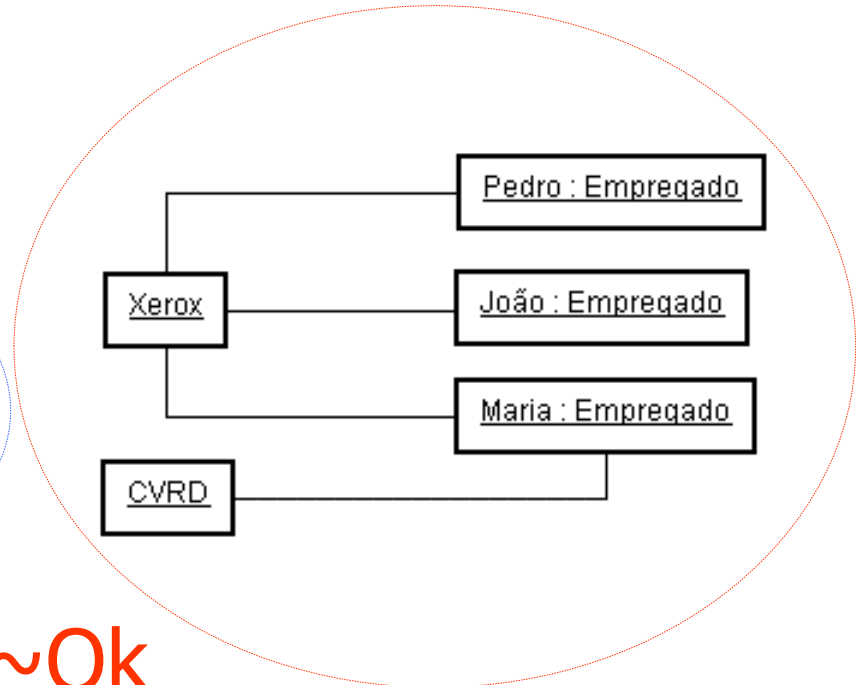 Pedro : Empregado
Xerox
João : Empregado
Maria : Empregado
CVRD
~Ok